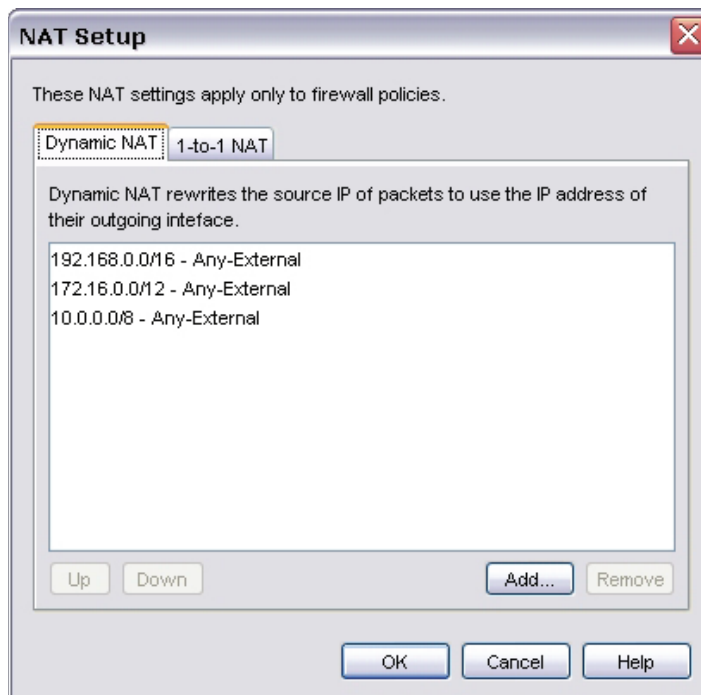 NAT Setup
These NAT settings apply only to firewall policies.
Dynamic NAT 1-to-1 NAT
Dynamic NAT rewrites the source IP of packets to use the IP address of
their outgoing inteface.
192.168.0.0/16 - Any-External
172.16.0.0/12 - Any-External
10.0.0.0/8 - Any-External
Up Down Add... Remove
OK Cancel Help